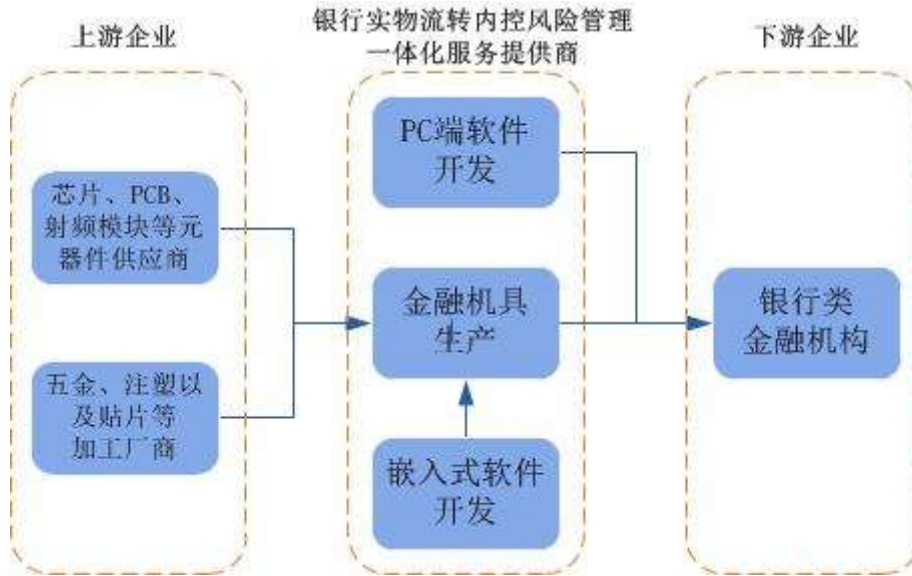 上游企业
银行实物流转内控风险管理
一体化服务提供商
下游企业
芯片、PCB、
射频模块等元
器件供应商
五金、注塑以
及贴片等
加工厂商
PC端软件
开发
金融机具
生产
嵌入式软件
开发
银行类
金融机构